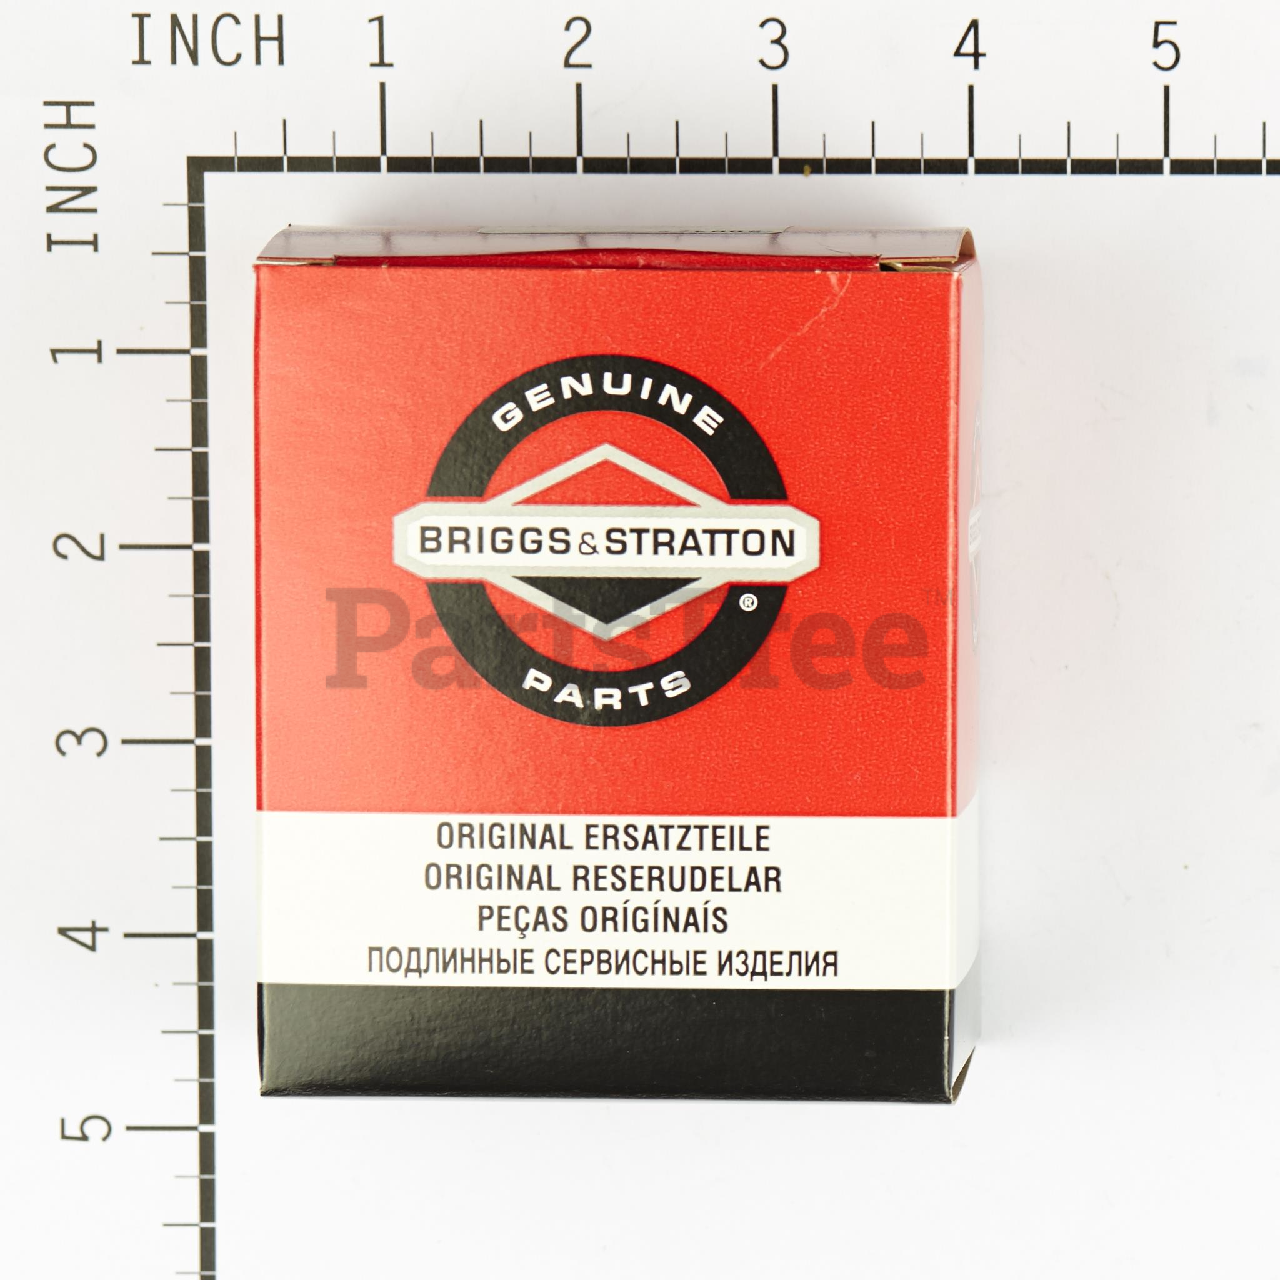 INCH 1 2 3 4 5
INCH
1
2
3
4
5
GENUINE
BRIGGS & STRATTON
®
PARTS
PartsTree
ORIGINAL ERSATZTEILE
ORIGINAL RESERUDELAR
PEÇAS ORÍGÍNAÍS
ПОДЛИННЫЕ СЕРВИСНЫЕ ИЗДЕЛИЯ